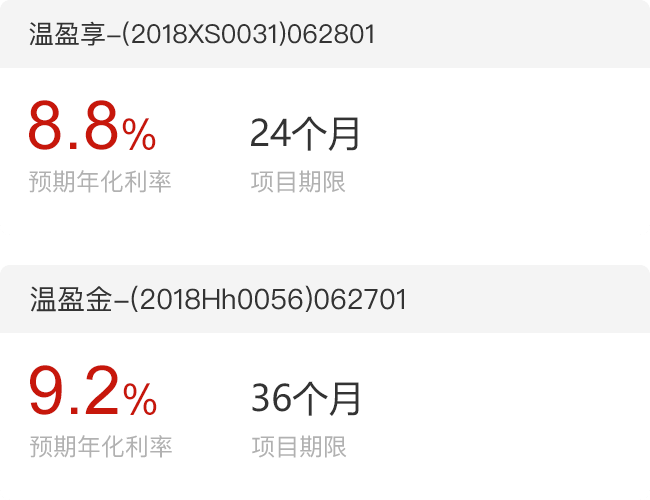 温盈享-(2018XS0031)062801
8.8% 24个月
预期年化利率 项目期限
温盈金-(2018Hh0056)062701
9.2% 36个月
预期年化利率 项目期限